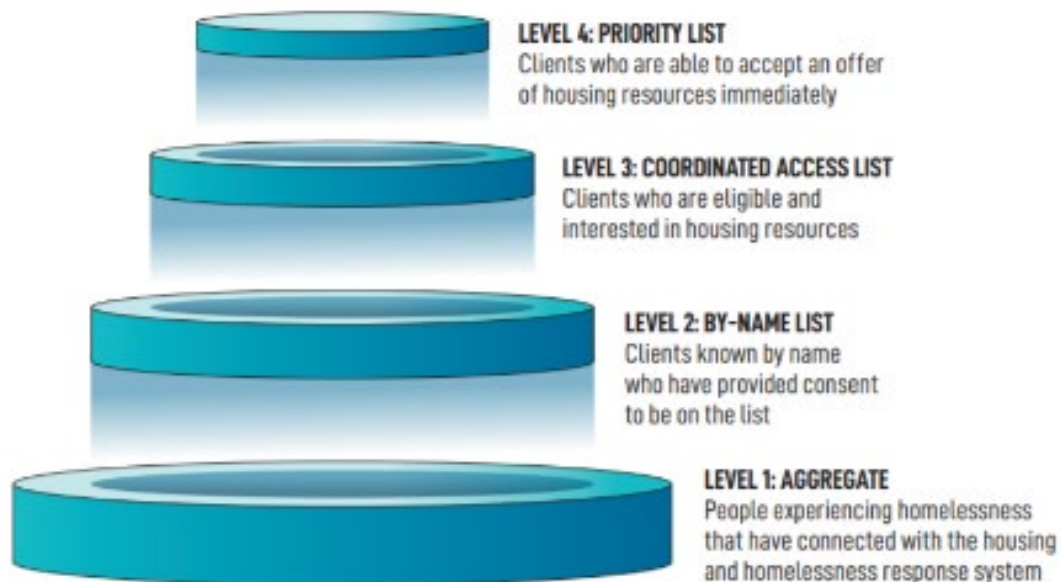 LEVEL 4: PRIORITY LIST
Clients who are able to accept an offer
of housing resources immediately
LEVEL 3: COORDINATED ACCESS LIST
Clients who are eligible and
interested in housing resources
LEVEL 2: BY-NAME LIST
Clients known by name
who have provided consent
to be on the list
LEVEL 1: AGGREGATE
People experiencing homelessness
that have connected with the housing
and homelessness response system